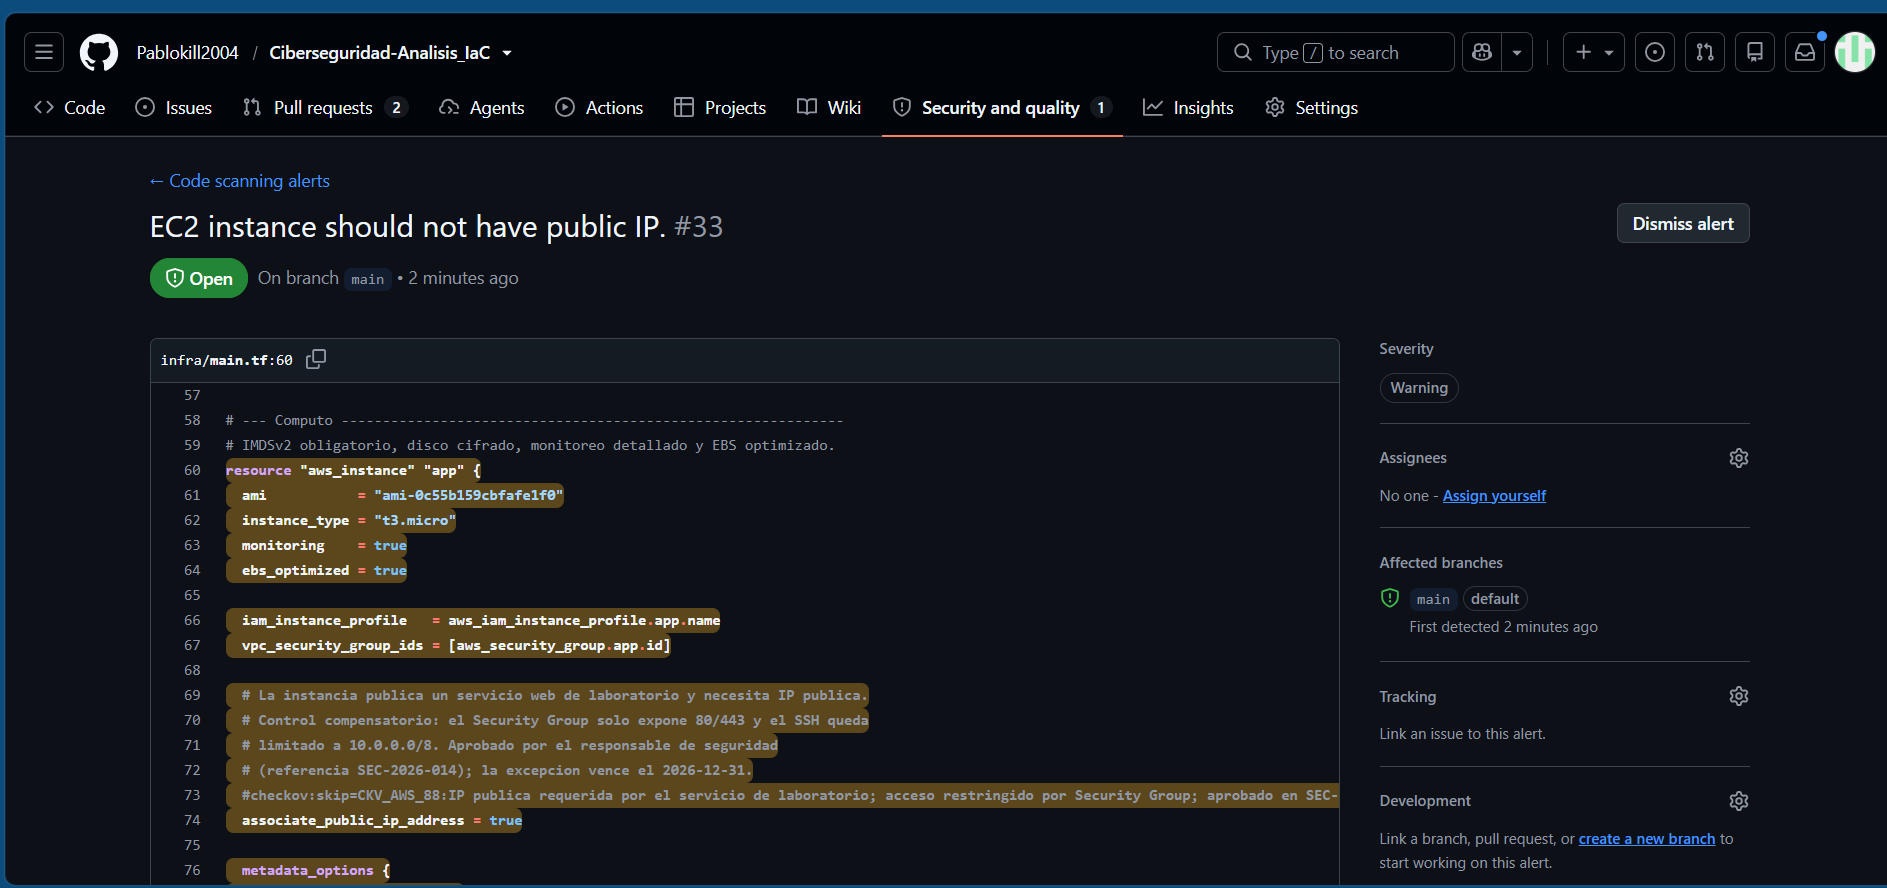 Pablokill2004 / Ciberseguridad-Analisis_IaC
Type / to search
Code
Issues
Pull requests 2
Agents
Actions
Projects
Wiki
Security and quality 1
Insights
Settings
← Code scanning alerts
EC2 instance should not have public IP. #33
Dismiss alert
Open On branch main • 2 minutes ago
infra/main.tf:60
57
58 # --- Computo -------------------------------------------------------------
59 # IMDSv2 obligatorio, disco cifrado, monitoreo detallado y EBS optimizado.
60 resource "aws_instance" "app" {
61 ami = "ami-0c55b159cbfafe1f0"
62 instance_type = "t3.micro"
63 monitoring = true
64 ebs_optimized = true
65
66 iam_instance_profile = aws_iam_instance_profile.app.name
67 vpc_security_group_ids = [aws_security_group.app.id]
68
69 # La instancia publica un servicio web de laboratorio y necesita IP publica.
70 # Control compensatorio: el Security Group solo expone 80/443 y el SSH queda
71 # limitado a 10.0.0.0/8. Aprobado por el responsable de seguridad
72 # (referencia SEC-2026-014); la excepcion vence el 2026-12-31.
73 #checkov:skip=CKV_AWS_88:IP publica requerida por el servicio de laboratorio; acceso restringido por Security Group; aprobado en SEC-
74 associate_public_ip_address = true
75
76 metadata_options {
Severity
Warning
Assignees
No one - Assign yourself
Affected branches
main default
First detected 2 minutes ago
Tracking
Link an issue to this alert.
Development
Link a branch, pull request, or create a new branch to
start working on this alert.